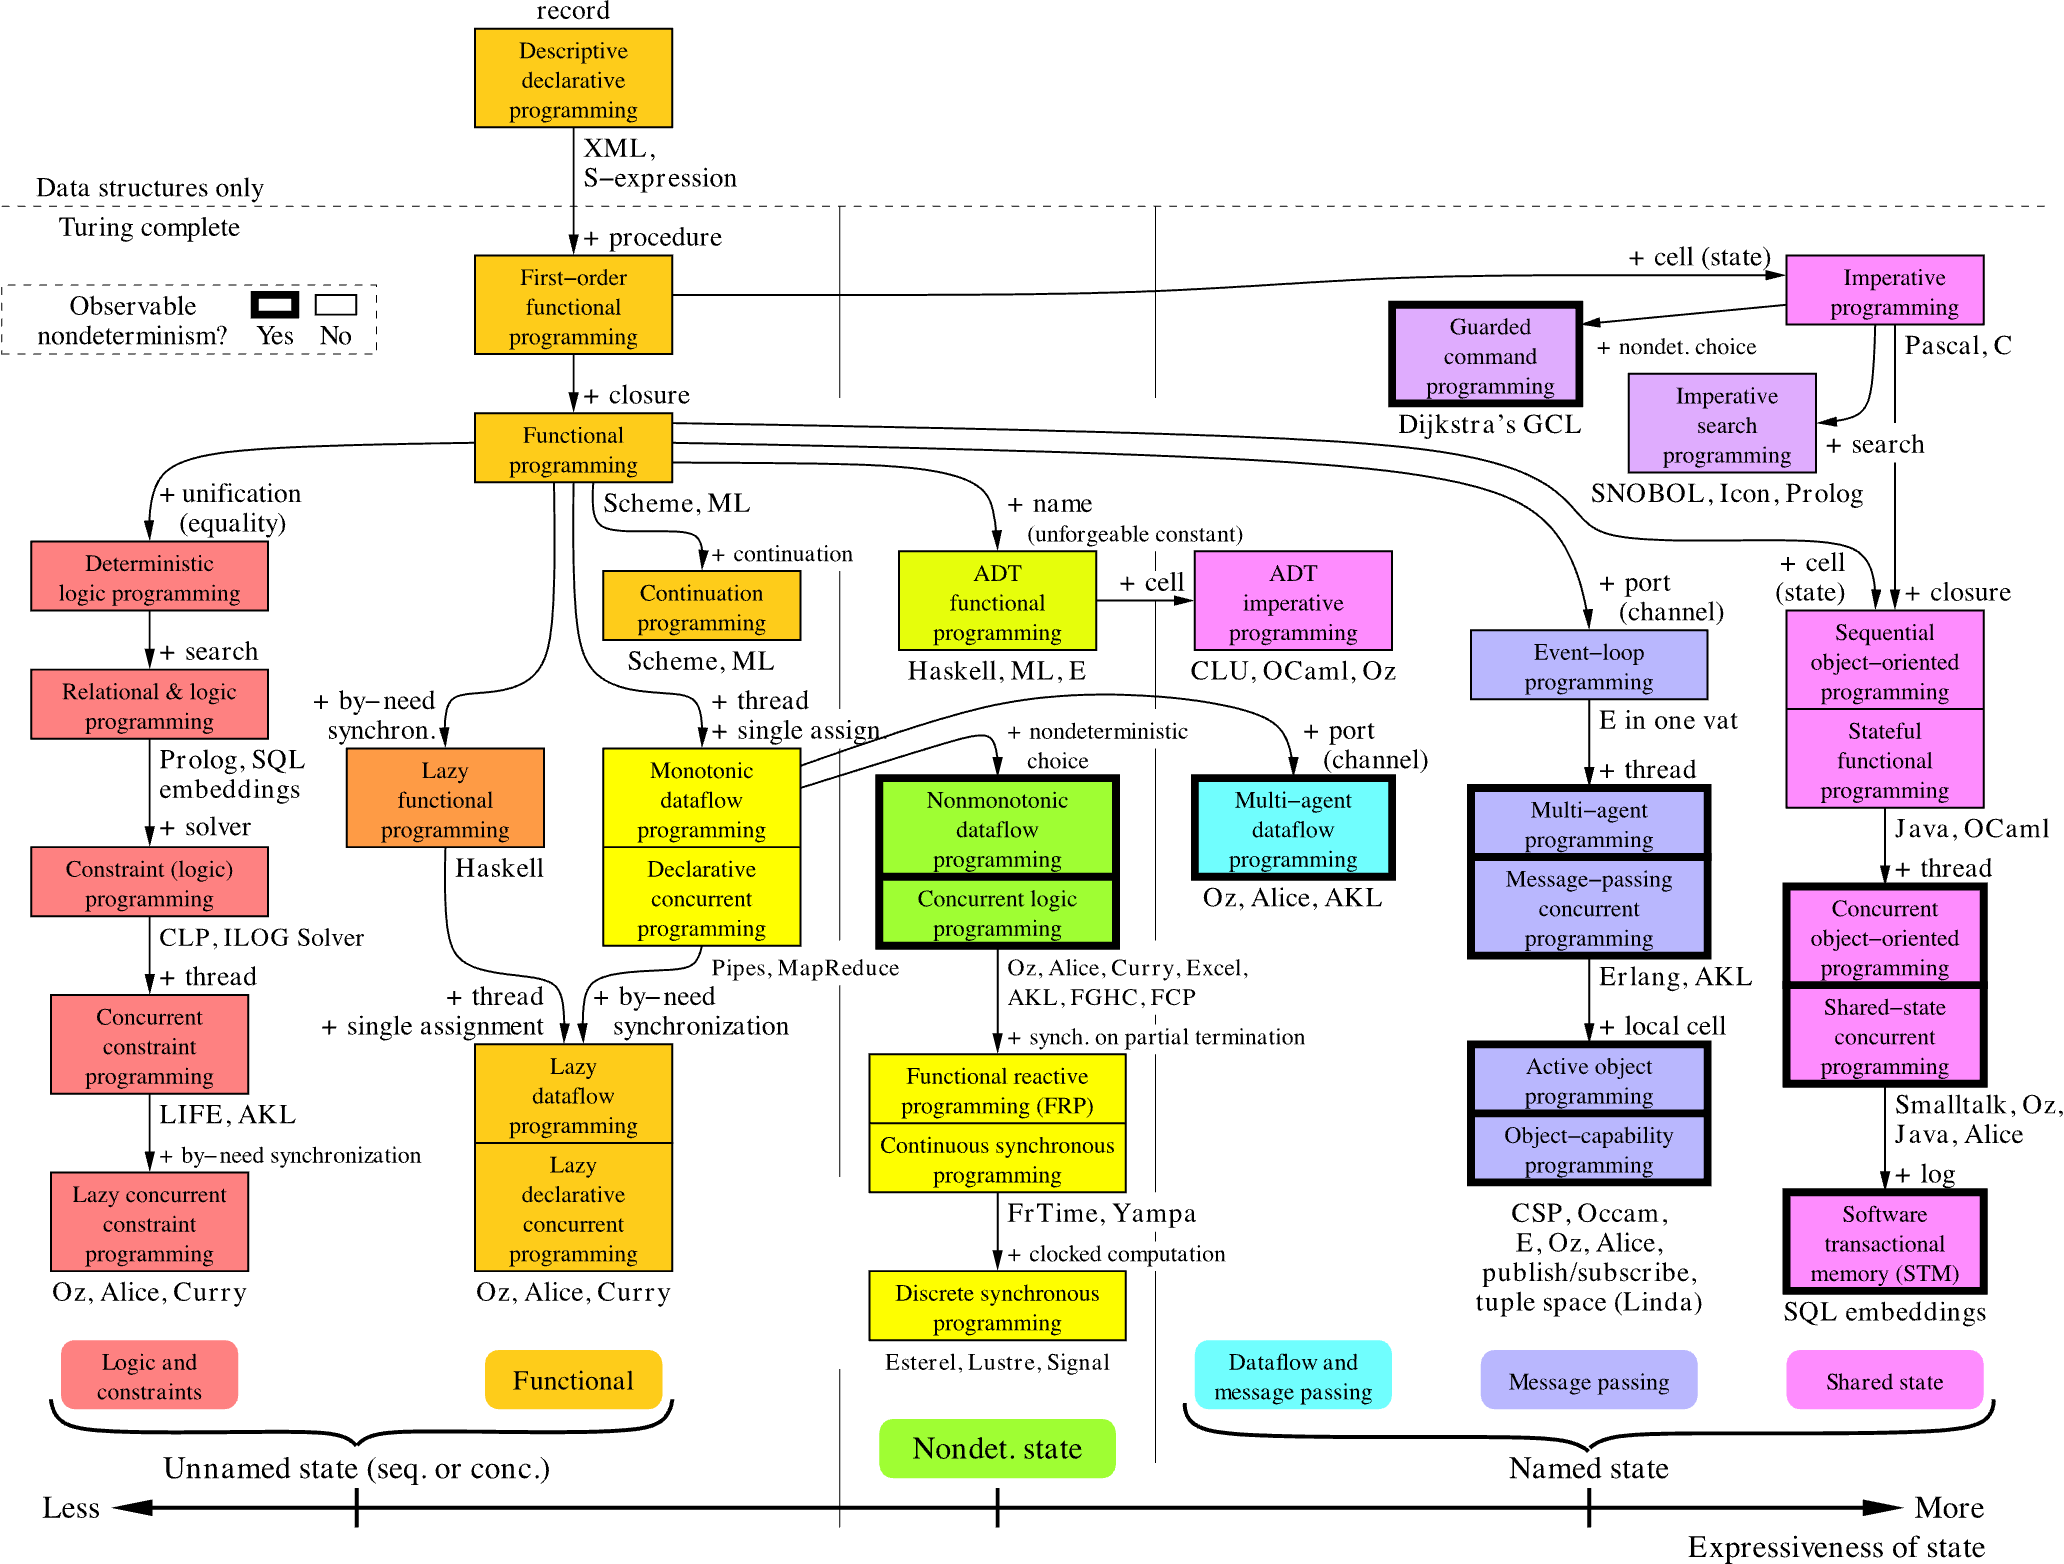 record
Descriptive
declarative
programming
XML,
S−expression
Data structures only
Turing complete
+ procedure
Observable
nondeterminism?
Yes
No
First−order
functional
programming
+ cell (state)
Imperative
programming
Pascal, C
Guarded
command
programming
+ nondet. choice
Dijkstra's GCL
Imperative
search
programming
+ search
SNOBOL, Icon, Prolog
+ closure
Functional
programming
Scheme, ML
+ unification
(equality)
Deterministic
logic programming
+ search
Relational & logic
programming
Prolog, SQL
embeddings
+ solver
Constraint (logic)
programming
CLP, ILOG Solver
+ thread
Concurrent
constraint
programming
LIFE, AKL
+ by−need synchronization
Lazy concurrent
constraint
programming
Oz, Alice, Curry
+ continuation
Continuation
programming
Scheme, ML
+ by−need
synchron.
Lazy
functional
programming
Haskell
+ thread
+ single assign.
Monotonic
dataflow
programming
Declarative
concurrent
programming
Pipes, MapReduce
+ thread
+ single assignment
+ by−need
synchronization
Lazy
dataflow
programming
Lazy
declarative
concurrent
programming
Oz, Alice, Curry
+ name
(unforgeable constant)
ADT
functional
programming
Haskell, ML, E
+ cell
ADT
imperative
programming
CLU, OCaml, Oz
+ nondeterministic
choice
Nonmonotonic
dataflow
programming
Concurrent logic
programming
Oz, Alice, Curry, Excel,
AKL, FGHC, FCP
+ synch. on partial termination
Functional reactive
programming (FRP)
Continuous synchronous
programming
FrTime, Yampa
+ clocked computation
Discrete synchronous
programming
Esterel, Lustre, Signal
+ port
(channel)
Multi−agent
dataflow
programming
Oz, Alice, AKL
+ port
(channel)
Event−loop
programming
E in one vat
+ thread
Multi−agent
programming
Message−passing
concurrent
programming
Erlang, AKL
+ local cell
Active object
programming
Object−capability
programming
CSP, Occam,
E, Oz, Alice,
publish/subscribe,
tuple space (Linda)
+ cell
(state)
+ closure
Sequential
object−oriented
programming
Stateful
functional
programming
Java, OCaml
+ thread
Concurrent
object−oriented
programming
Shared−state
concurrent
programming
Smalltalk, Oz,
Java, Alice
+ log
Software
transactional
memory (STM)
SQL embeddings
Logic and
constraints
Functional
Dataflow and
message passing
Message passing
Shared state
Nondet. state
Unnamed state (seq. or conc.)
Named state
Less
More
Expressiveness of state